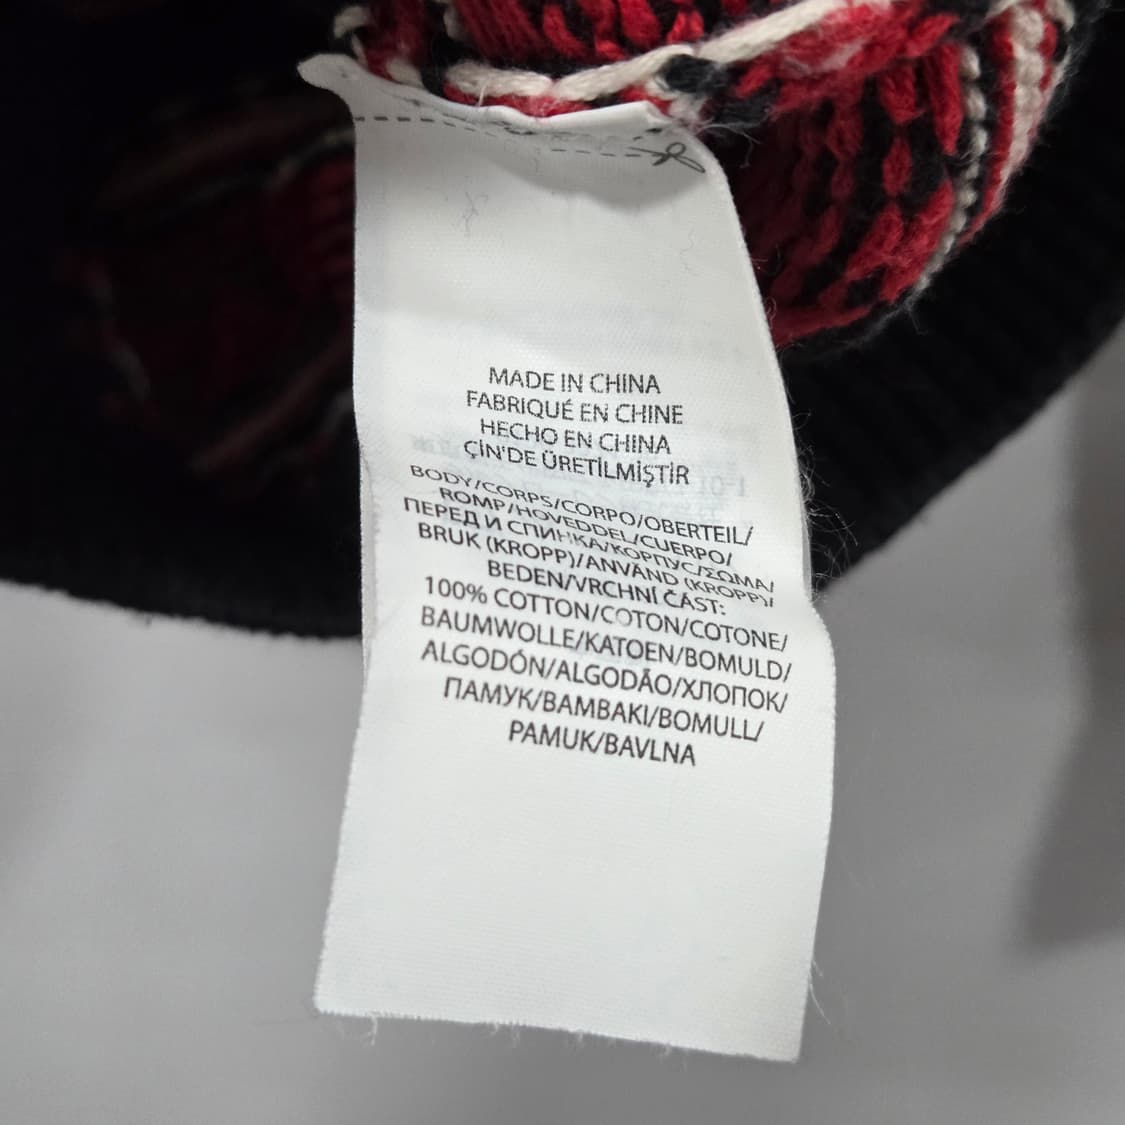 MADE IN CHINA
FABRIQUÉ EN CHINE
HECHO EN CHINA
ÇİN'DE ÜRETİLMİŞTİR
BODY/CORPS/CORPO/OBERTEIL/
ROMP/HOVEDDEL/CUERPO/
ПЕРЕД И СПИНКА/КОРПУС/ΣΩΜΑ/
BRUK (KROPP)/ANVÄND (KROPP)/
BEDEN/VRCHNÍ ČÁST:
100% COTTON/COTON/COTONE/
BAUMWOLLE/KATOEN/BOMULD/
ALGODÓN/ALGODÃO/ХЛОПОК/
ПАМУК/BAMBAKI/BOMULL/
PAMUK/BAVLNA